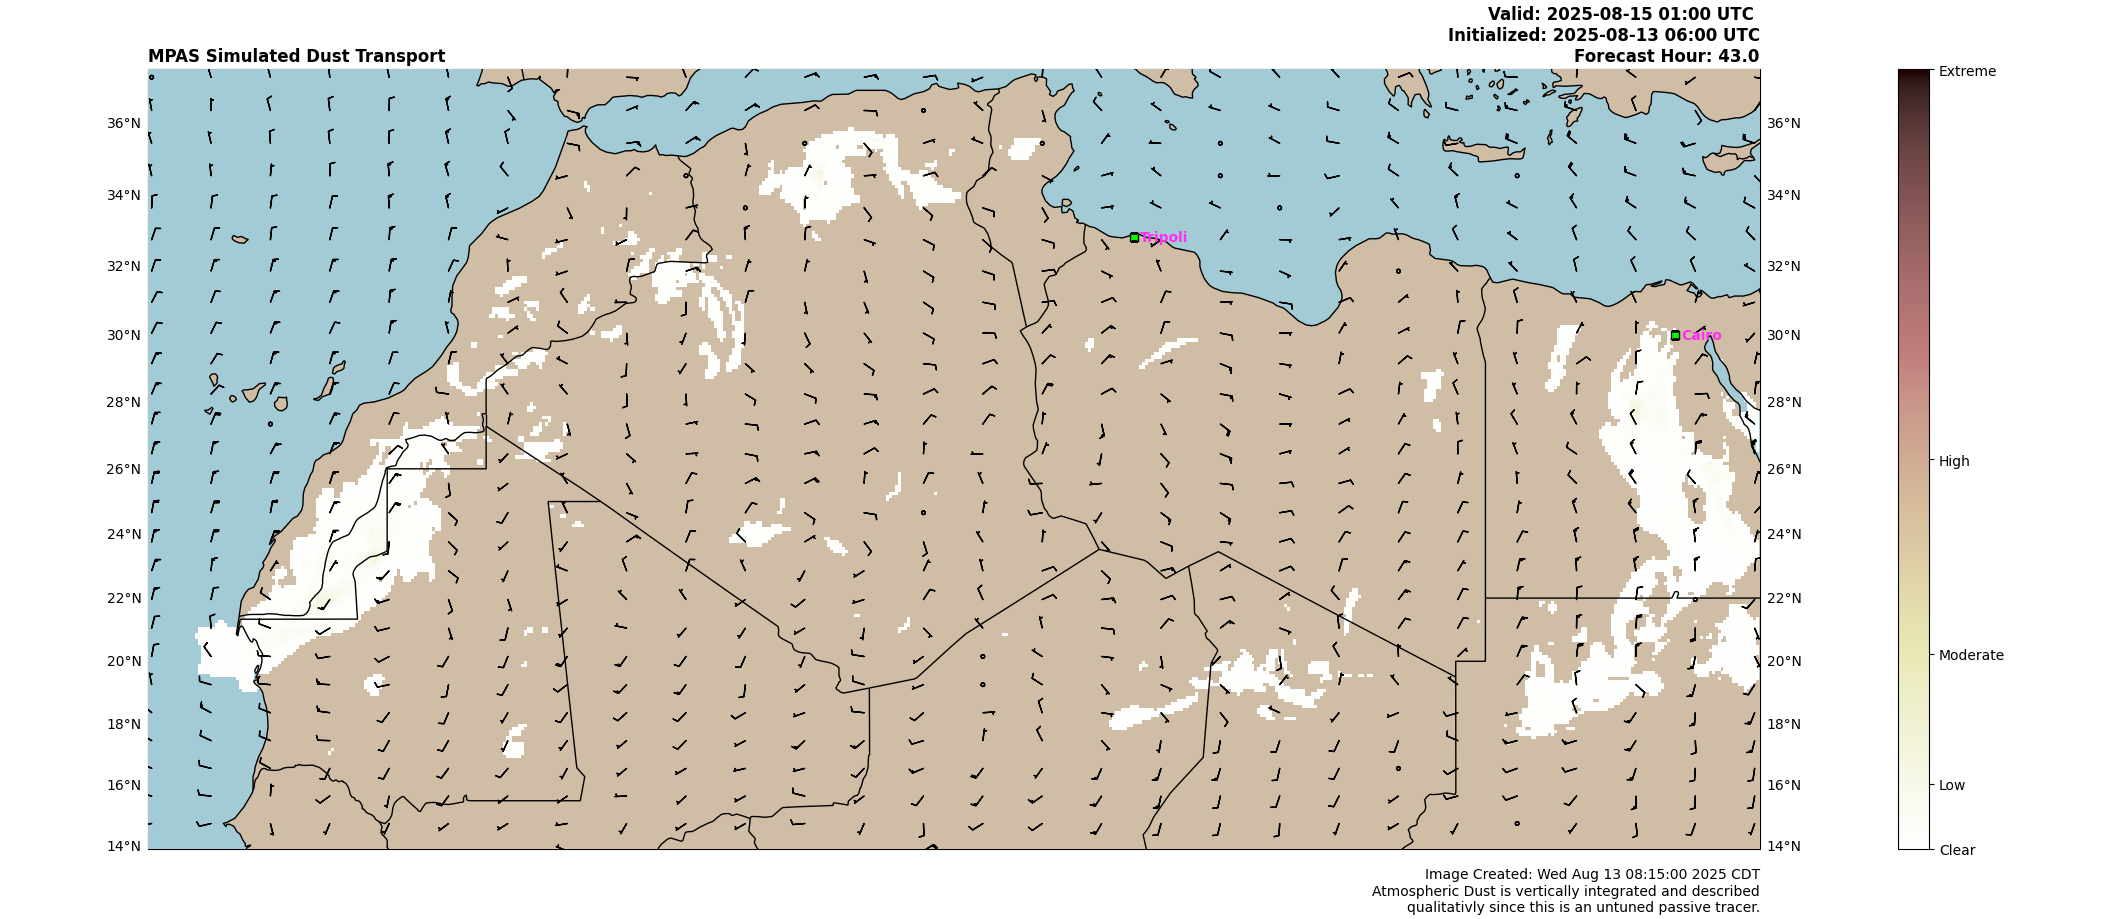 Valid: 2025-08-15 01:00 UTC
Initialized: 2025-08-13 06:00 UTC
MPAS Simulated Dust Transport
Forecast Hour: 43.0
Extreme
36°N
36°N
34°N
34°N
Tripoli
32°N
32°N
30°N
Cairo
30°N
28°N
28°N
26°N
26°N
High
24°N
24°N
22°N
22°N
20°N
20°N
Moderate
18°N
18°N
16°N
16°N
Low
14°N
14°N
Clear
Image Created: Wed Aug 13 08:15:00 2025 CDT
Atmospheric Dust is vertically integrated and described
qualitativly since this is an untuned passive tracer.